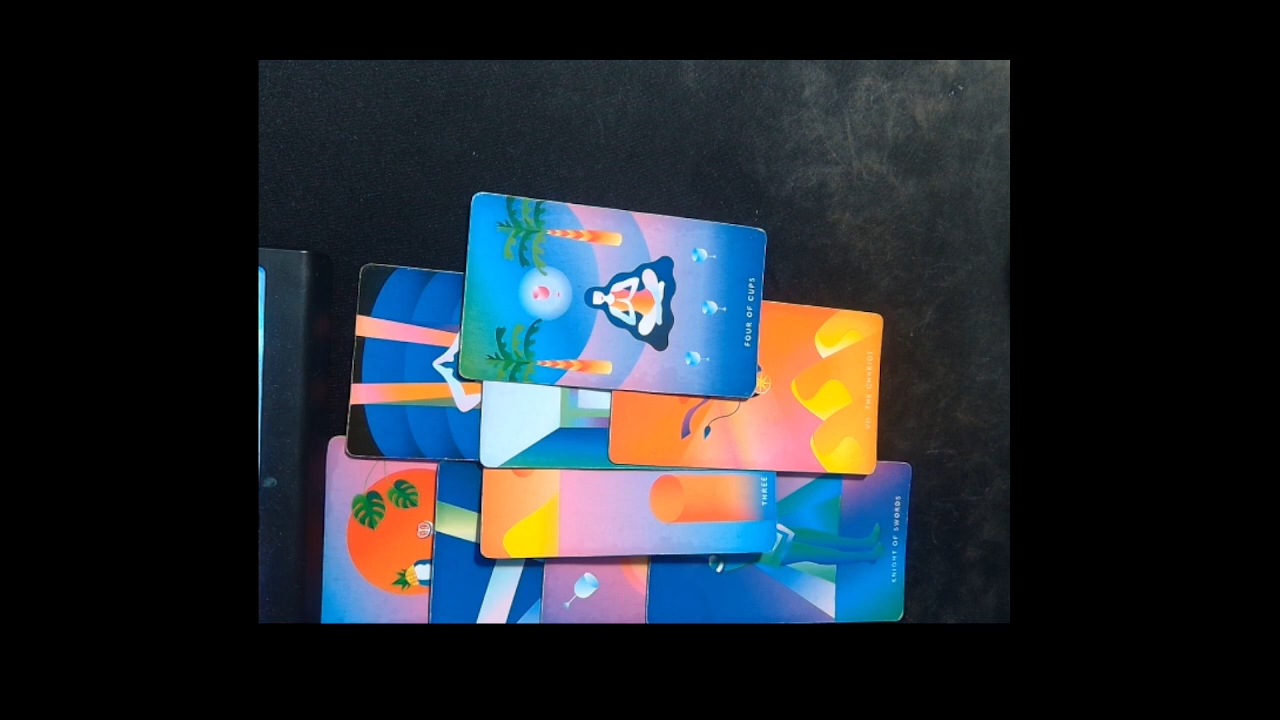 FOUR OF CUPS
VII · THE CHARIOT
THREE
KNIGHT OF SWORDS